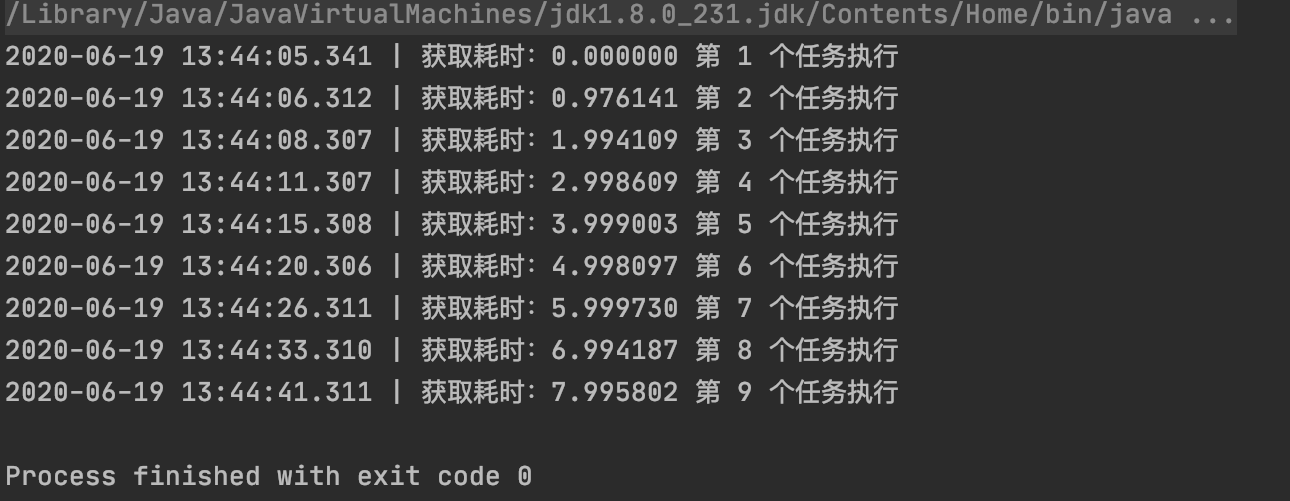 /Library/Java/JavaVirtualMachines/jdk1.8.0_231.jdk/Contents/Home/bin/java ...
2020-06-19 13:44:05.341 | 获取耗时：0.000000 第 1 个任务执行
2020-06-19 13:44:06.312 | 获取耗时：0.976141 第 2 个任务执行
2020-06-19 13:44:08.307 | 获取耗时：1.994109 第 3 个任务执行
2020-06-19 13:44:11.307 | 获取耗时：2.998609 第 4 个任务执行
2020-06-19 13:44:15.308 | 获取耗时：3.999003 第 5 个任务执行
2020-06-19 13:44:20.306 | 获取耗时：4.998097 第 6 个任务执行
2020-06-19 13:44:26.311 | 获取耗时：5.999730 第 7 个任务执行
2020-06-19 13:44:33.310 | 获取耗时：6.994187 第 8 个任务执行
2020-06-19 13:44:41.311 | 获取耗时：7.995802 第 9 个任务执行
Process finished with exit code 0